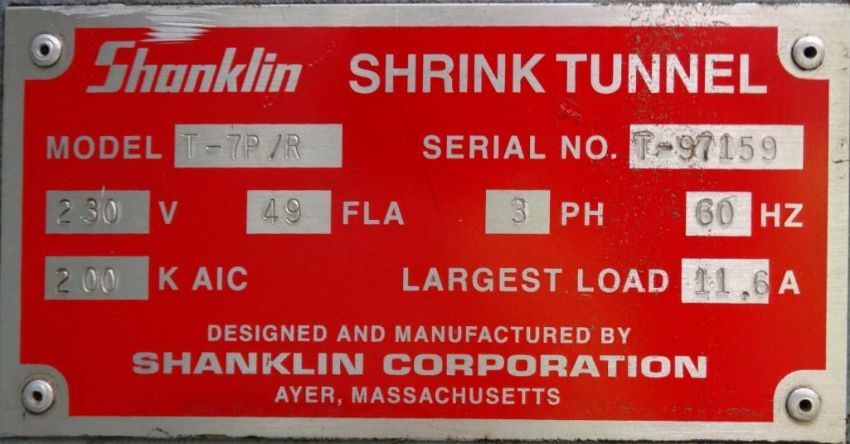 Shanklin SHRINK TUNNEL
MODEL T-7P/R SERIAL NO. T-97159
230 V 49 FLA 3 PH 60 HZ
200 K AIC LARGEST LOAD 11.6 A
DESIGNED AND MANUFACTURED BY
SHANKLIN CORPORATION
AYER, MASSACHUSETTS